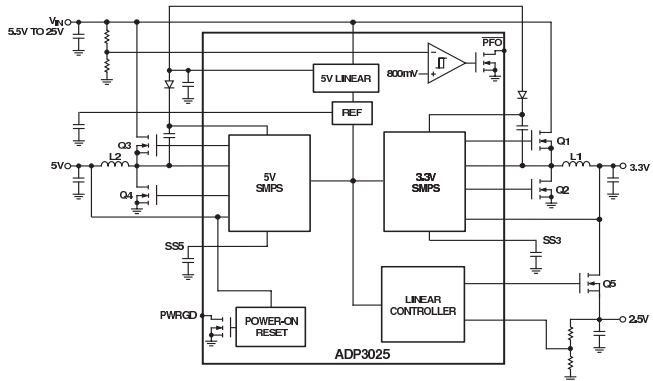 VIN
5.5V TO 25V
PFO
5V LINEAR
800mV
REF
Q3
Q1
L2
L1
5V
5V
SMPS
3.3V
SMPS
3.3V
Q4
Q2
SS5
SS3
Q5
LINEAR
CONTROLLER
PWRGD
POWER-ON
RESET
2.5V
ADP3025